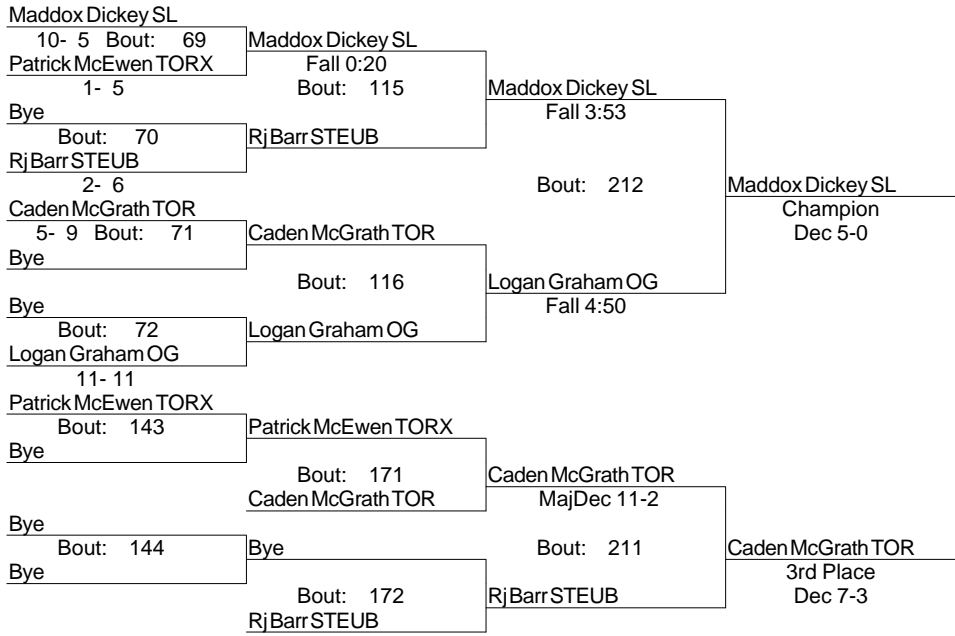 Maddox Dickey SL
10- 5 Bout: 69
Maddox Dickey SL
Patrick McEwen TORX
Fall 0:20
1- 5
Bout: 115
Maddox Dickey SL
Bye
Fall 3:53
Bout: 70
Rj Barr STEUB
Rj Barr STEUB
2- 6
Bout: 212
Maddox Dickey SL
Caden McGrath TOR
Champion
5- 9 Bout: 71
Caden McGrath TOR
Dec 5-0
Bye
Bout: 116
Logan Graham OG
Bye
Fall 4:50
Bout: 72
Logan Graham OG
Logan Graham OG
11- 11
Patrick McEwen TORX
Bout: 143
Patrick McEwen TORX
Bye
Bout: 171
Caden McGrath TOR
Caden McGrath TOR
MajDec 11-2
Bye
Bout: 144
Bye
Bout: 211
Caden McGrath TOR
Bye
3rd Place
Bout: 172
Rj Barr STEUB
Dec 7-3
Rj Barr STEUB